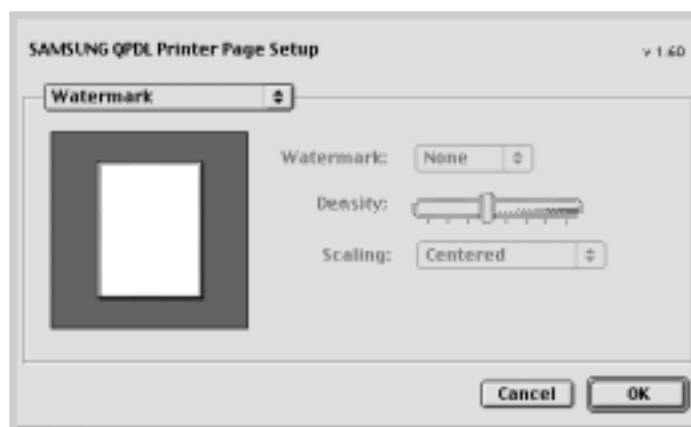 SAMSUNG QPDL Printer Page Setup
v 1.60
Watermark
Watermark: None
Density:
Scaling: Centered
Cancel OK